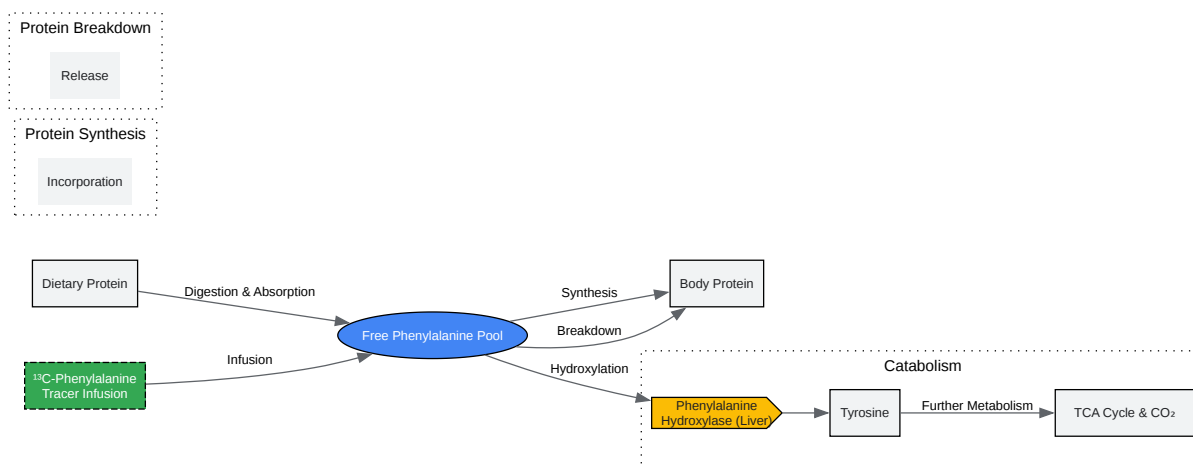 Protein Breakdown
Release
Protein Synthesis
Incorporation
Dietary Protein
Digestion & Absorption
Free Phenylalanine Pool
Synthesis
Body Protein
Breakdown
Infusion
¹³C-Phenylalanine
Tracer Infusion
Hydroxylation
Catabolism
Phenylalanine
Hydroxylase (Liver)
Tyrosine
Further Metabolism
TCA Cycle & CO₂